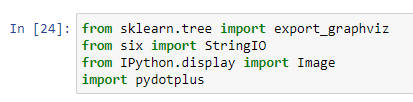 In [24]: from sklearn.tree import export_graphviz
from six import StringIO
from IPython.display import Image
import pydotplus